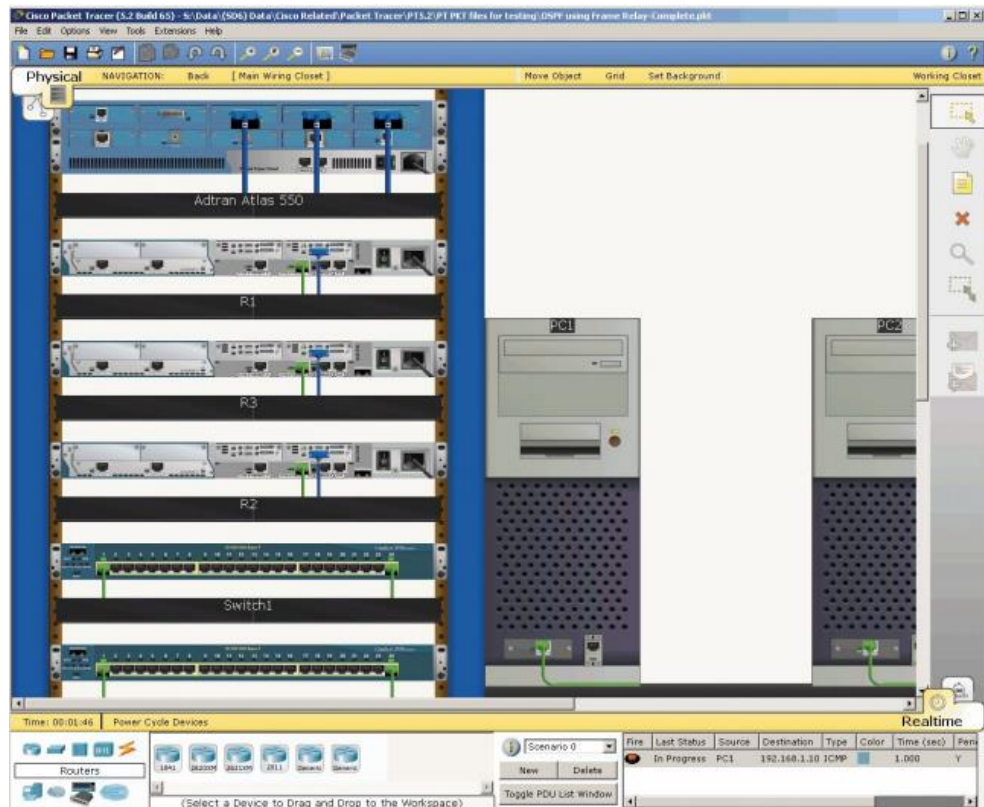 Cisco Packet Tracer (5.2 Build 65) - S:\Data\(SD6) Data\Cisco Related\Packet Tracer\PT5.2\PT PKT files for testing\OSPF using Frame Relay-Complete.pkt
File Edit Options View Tools Extensions Help
Physical NAVIGATION: Back [ Main Wiring Closet ] Move Object Grid Set Background Working Closet
Adtran Atlas 550
R1
PC1 PC2
R3
R2
Switch1
Time: 00:01:46 Power Cycle Devices Realtime
Routers
1841 2620XM 2621XM 2811 Generic Generic
(Select a Device to Drag and Drop to the Workspace)
Scenario 0
New Delete
Toggle PDU List Window
Fire Last Status Source Destination Type Color Time (sec) Peri
In Progress PC1 192.168.1.10 ICMP 1.000 Y